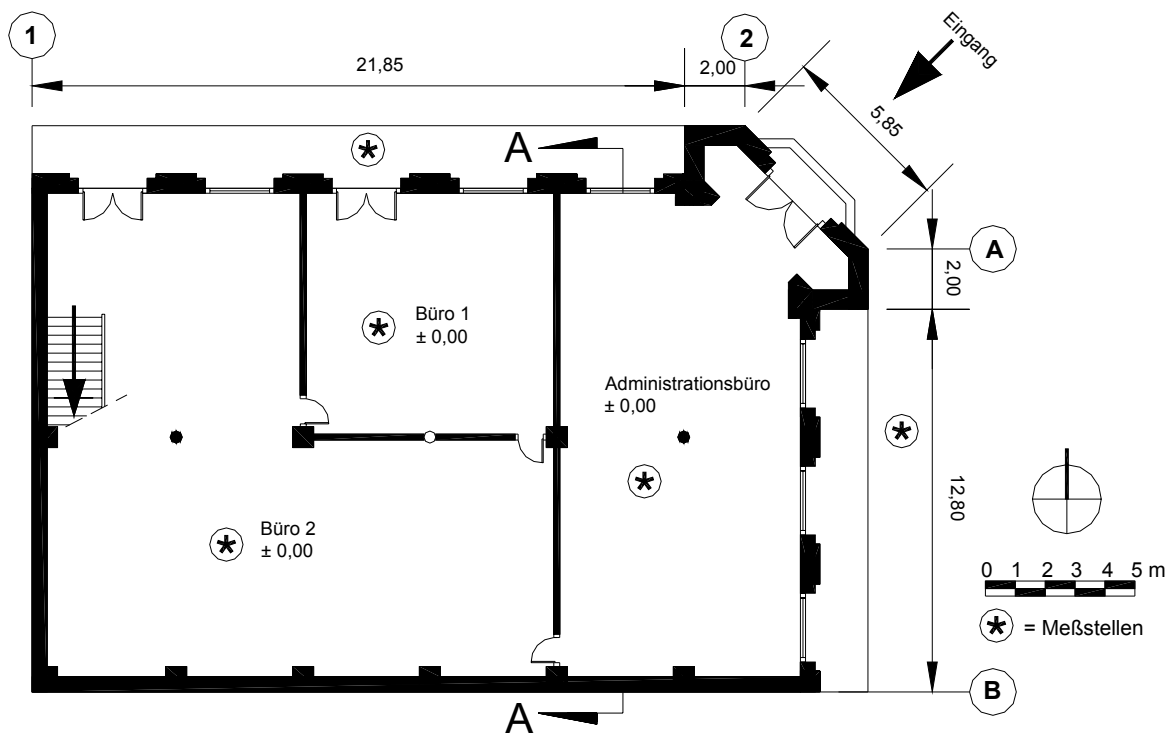 1
2
21,85
2,00
Eingang
5,85
A
A
2,00
Büro 1
± 0,00
Administrationsbüro
± 0,00
12,80
Büro 2
± 0,00
0 1 2 3 4 5 m
= Meßstellen
B
A